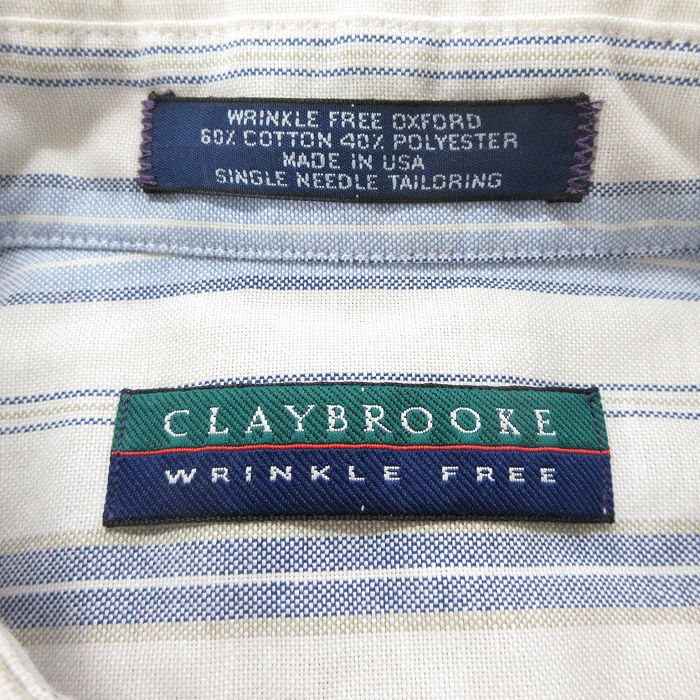 WRINKLE FREE OXFORD
60% COTTON 40% POLYESTER
MADE IN USA
SINGLE NEEDLE TAILORING
CLAYBROOKE
WRINKLE FREE